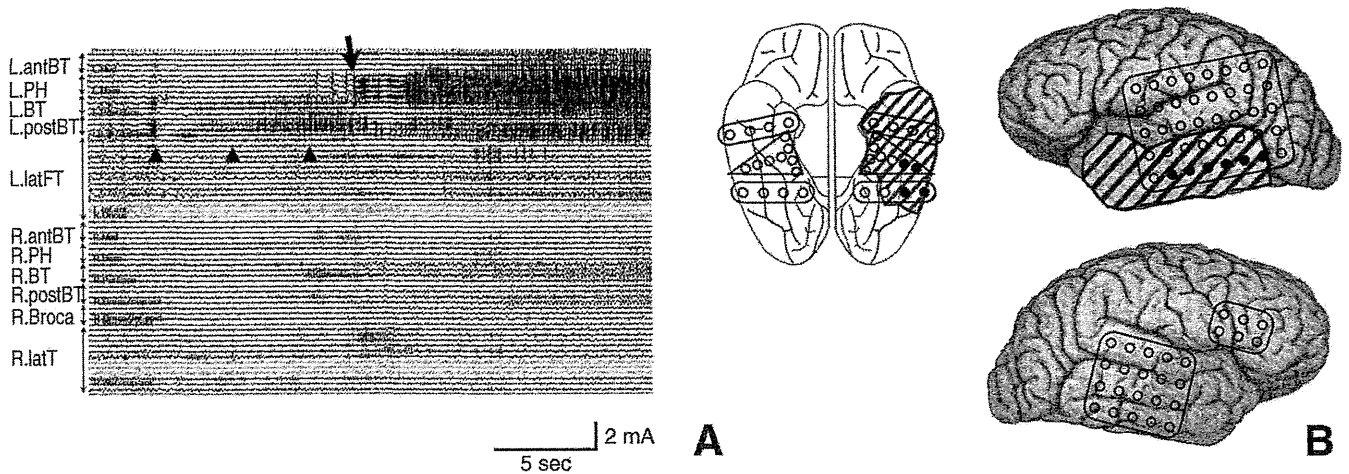 L.antBT
L.PH
L.BT
L.postBT
L.latFT
R.antBT
R.PH
R.BT
R.postBT
R.Broca
R.latT
2 mA
5 sec
A
B